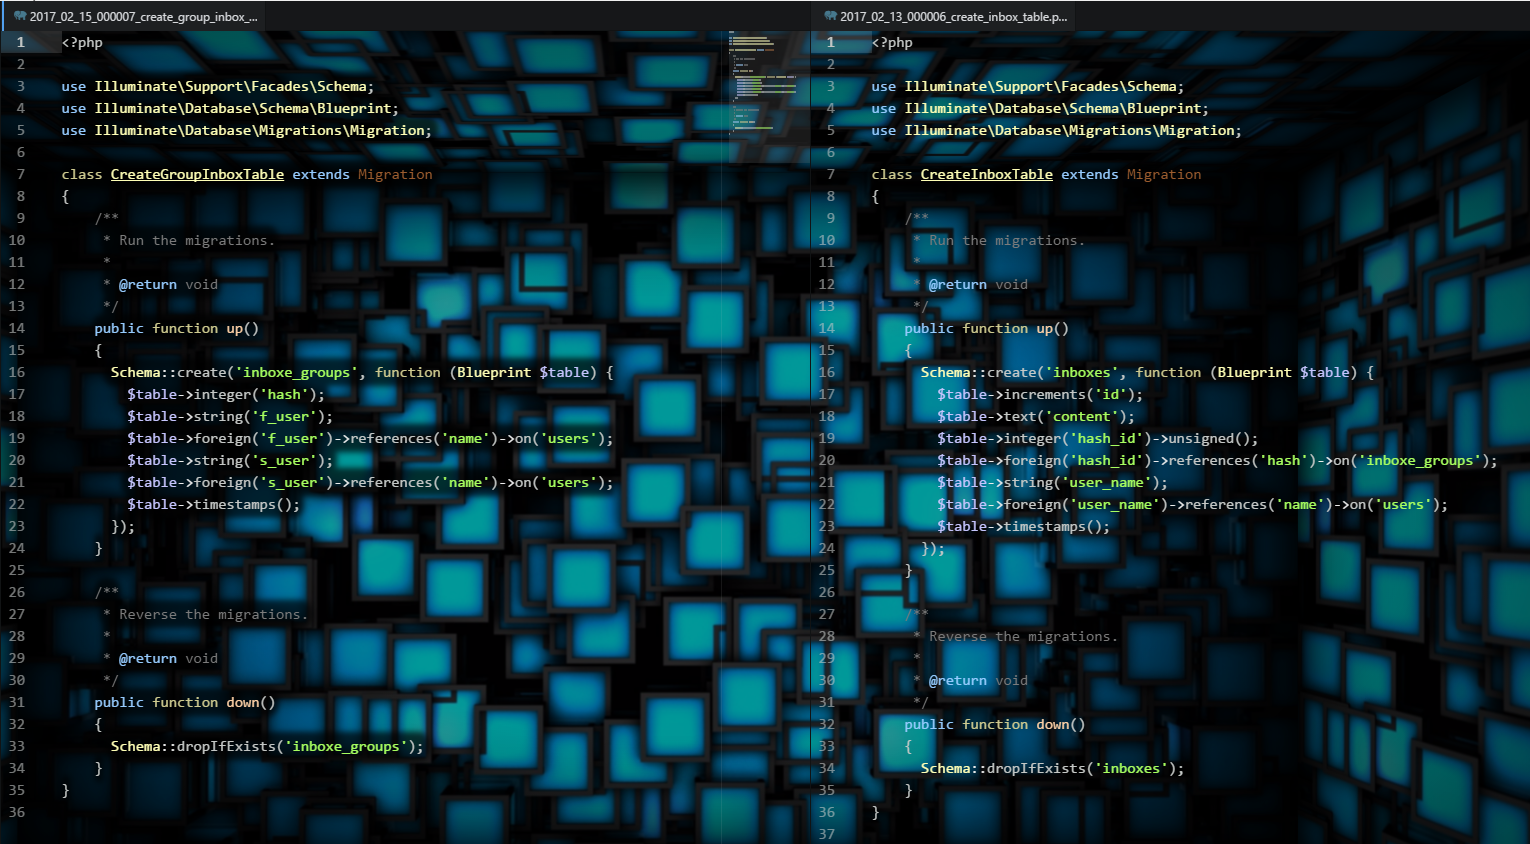 2017_02_15_000007_create_group_inbox_...
1 <?php
2
3 use Illuminate\Support\Facades\Schema;
4 use Illuminate\Database\Schema\Blueprint;
5 use Illuminate\Database\Migrations\Migration;
6
7 class CreateGroupInboxTable extends Migration
8 {
9 /**
10 * Run the migrations.
11 *
12 * @return void
13 */
14 public function up()
15 {
16 Schema::create('inboxe_groups', function (Blueprint $table) {
17 $table->integer('hash');
18 $table->string('f_user');
19 $table->foreign('f_user')->references('name')->on('users');
20 $table->string('s_user');
21 $table->foreign('s_user')->references('name')->on('users');
22 $table->timestamps();
23 });
24 }
25
26 /**
27 * Reverse the migrations.
28 *
29 * @return void
30 */
31 public function down()
32 {
33 Schema::dropIfExists('inboxe_groups');
34 }
35 }
36
2017_02_13_000006_create_inbox_table.p...
1 <?php
2
3 use Illuminate\Support\Facades\Schema;
4 use Illuminate\Database\Schema\Blueprint;
5 use Illuminate\Database\Migrations\Migration;
6
7 class CreateInboxTable extends Migration
8 {
9 /**
10 * Run the migrations.
11 *
12 * @return void
13 */
14 public function up()
15 {
16 Schema::create('inboxes', function (Blueprint $table) {
17 $table->increments('id');
18 $table->text('content');
19 $table->integer('hash_id')->unsigned();
20 $table->foreign('hash_id')->references('hash')->on('inboxe_groups');
21 $table->string('user_name');
22 $table->foreign('user_name')->references('name')->on('users');
23 $table->timestamps();
24 });
25 }
26
27 /**
28 * Reverse the migrations.
29 *
30 * @return void
31 */
32 public function down()
33 {
34 Schema::dropIfExists('inboxes');
35 }
36 }
37